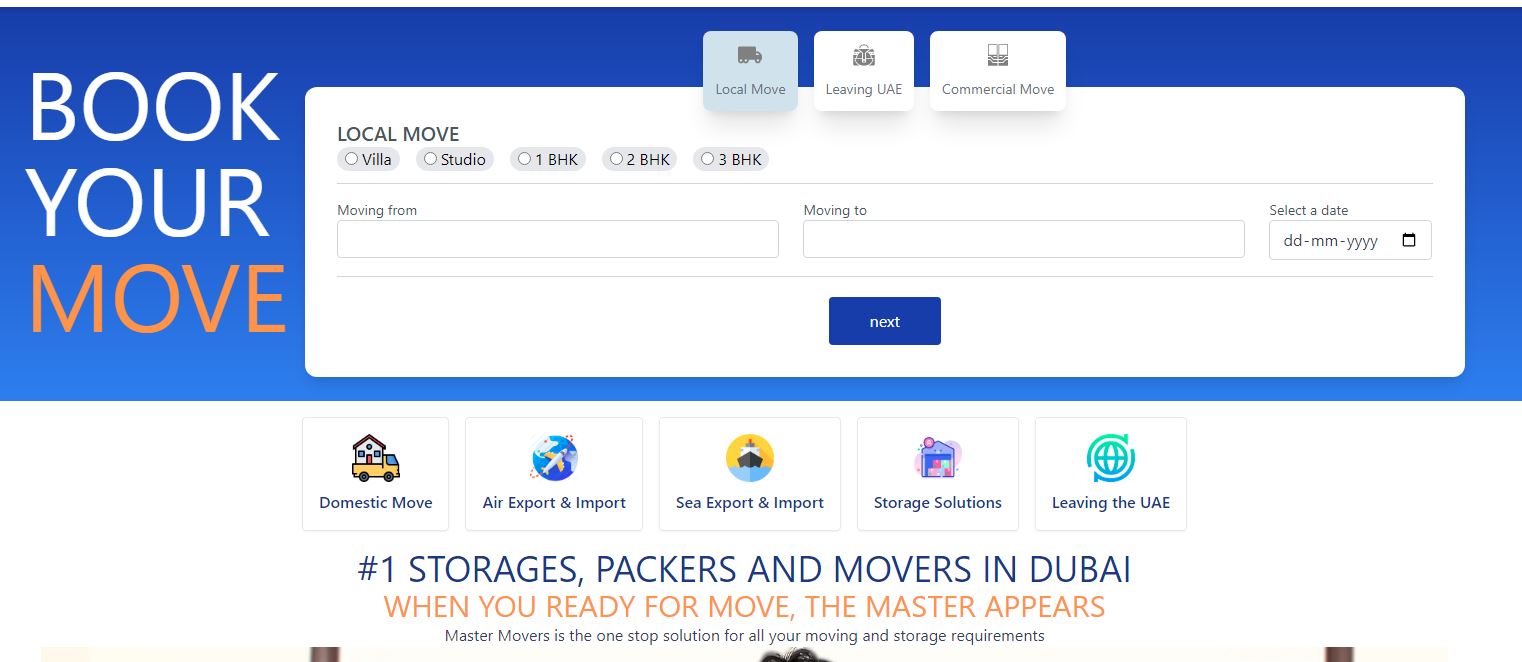 BOOK
YOUR
MOVE
Local Move
Leaving UAE
Commercial Move
LOCAL MOVE
Villa Studio 1 BHK 2 BHK 3 BHK
Moving from
Moving to
Select a date
dd-mm-yyyy
next
Domestic Move
Air Export & Import
Sea Export & Import
Storage Solutions
Leaving the UAE
#1 STORAGES, PACKERS AND MOVERS IN DUBAI
WHEN YOU READY FOR MOVE, THE MASTER APPEARS
Master Movers is the one stop solution for all your moving and storage requirements